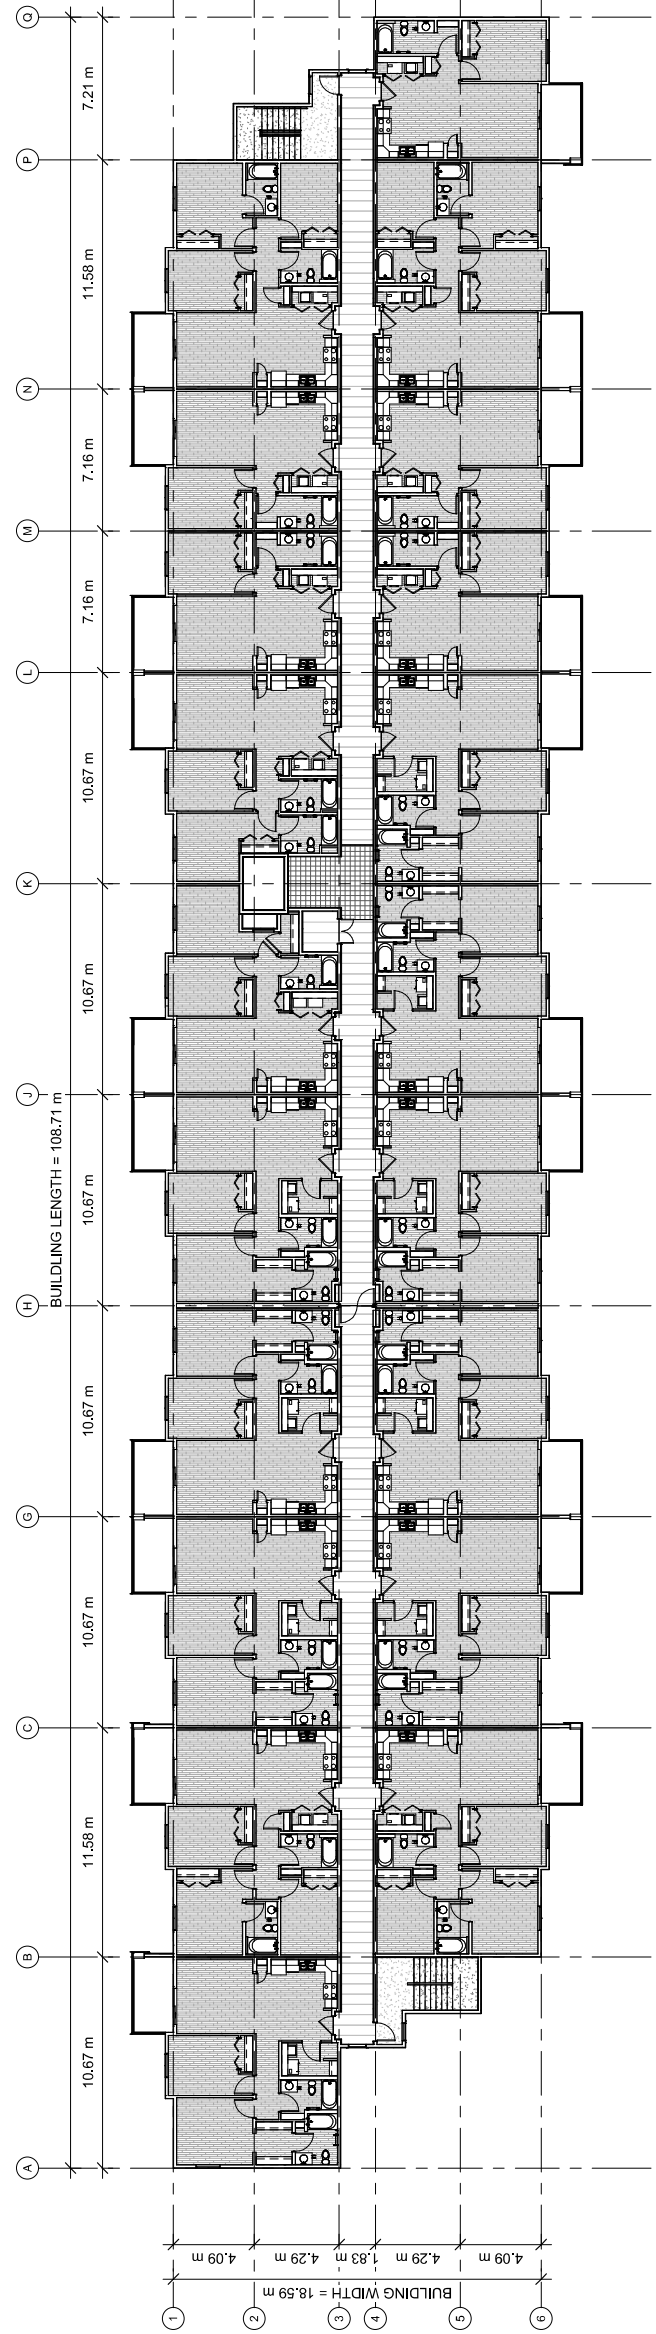 Q
7.21 m
P
11.58 m
N
7.16 m
M
7.16 m
L
10.67 m
K
10.67 m
J
BUILDLING LENGTH = 108.71 m
10.67 m
H
10.67 m
G
10.67 m
C
11.58 m
B
10.67 m
A
4.09 m
4.29 m
1.83 m
4.29 m
4.09 m
BUILDING WIDTH = 18.59 m
1
2
3
4
5
6